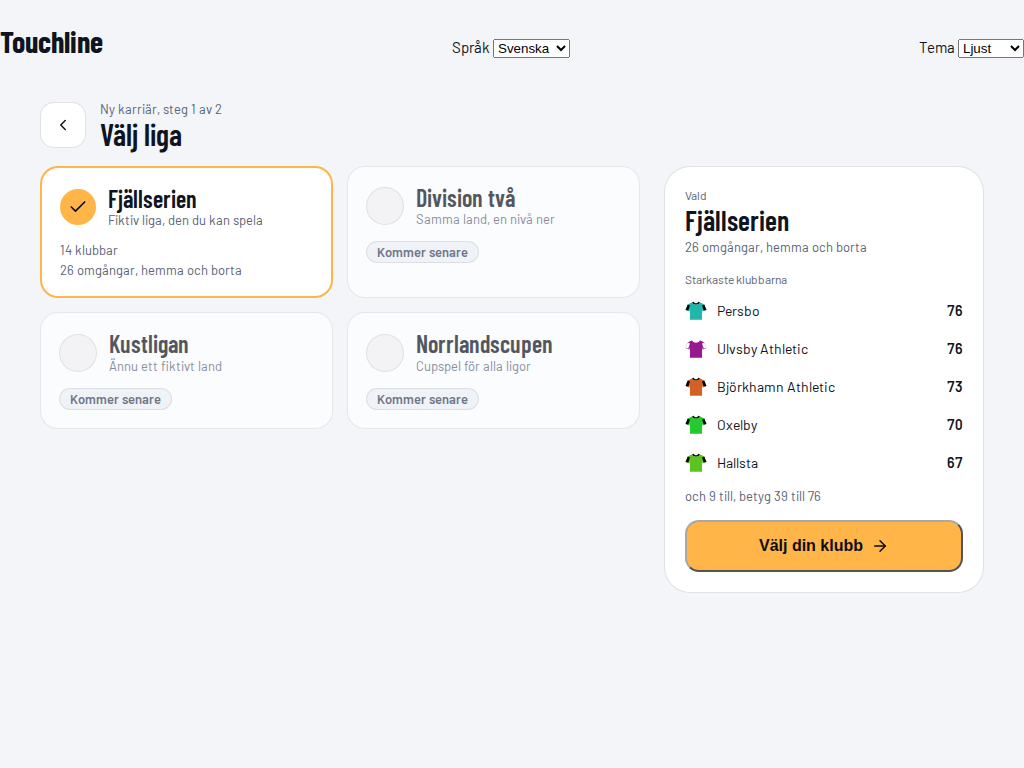 Touchline
Språk Svenska
Tema Ljust
Ny karriär, steg 1 av 2
Välj liga
Fjällserien
Fiktiv liga, den du kan spela
14 klubbar
26 omgångar, hemma och borta
Division två
Samma land, en nivå ner
Kommer senare
Kustligan
Ännu ett fiktivt land
Kommer senare
Norrlandscupen
Cupspel för alla ligor
Kommer senare
Vald
Fjällserien
26 omgångar, hemma och borta
Starkaste klubbarna
Persbo 76
Ulvsby Athletic 76
Björkhamn Athletic 73
Oxelby 70
Hallsta 67
och 9 till, betyg 39 till 76
Välj din klubb